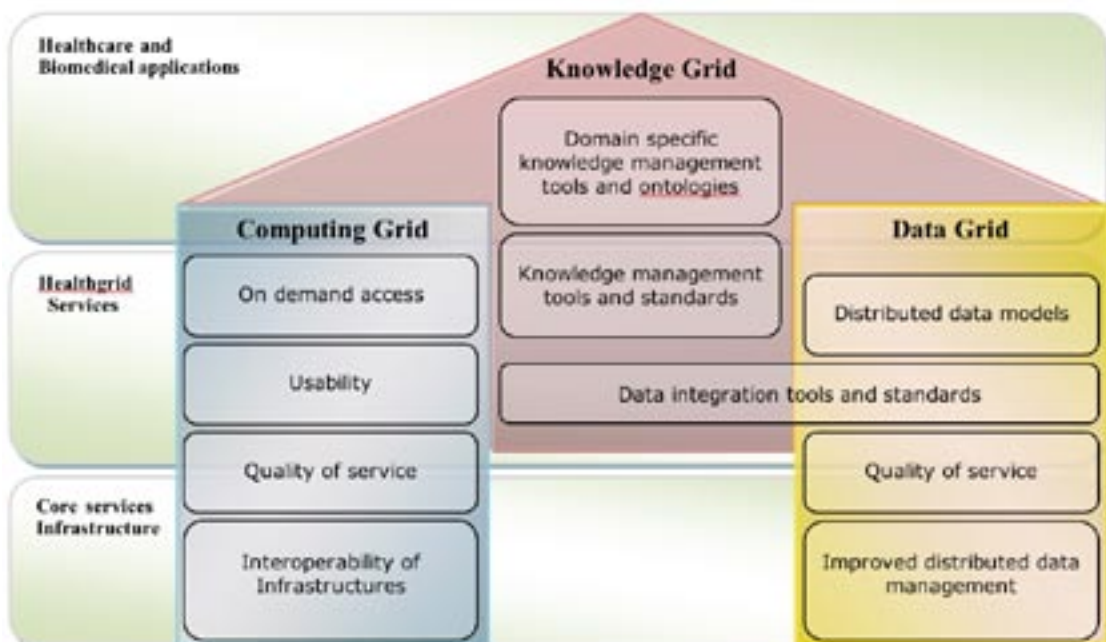 Healthcare and
Biomedical applications
Knowledge Grid
Domain specific
knowledge management
tools and ontologies
Computing Grid
Data Grid
Healthgrid
Services
On demand access
Knowledge management
tools and standards
Distributed data models
Usability
Data integration tools and standards
Quality of service
Quality of service
Core services
Infrastructure
Interoperability of
Infrastructures
Improved distributed data
management